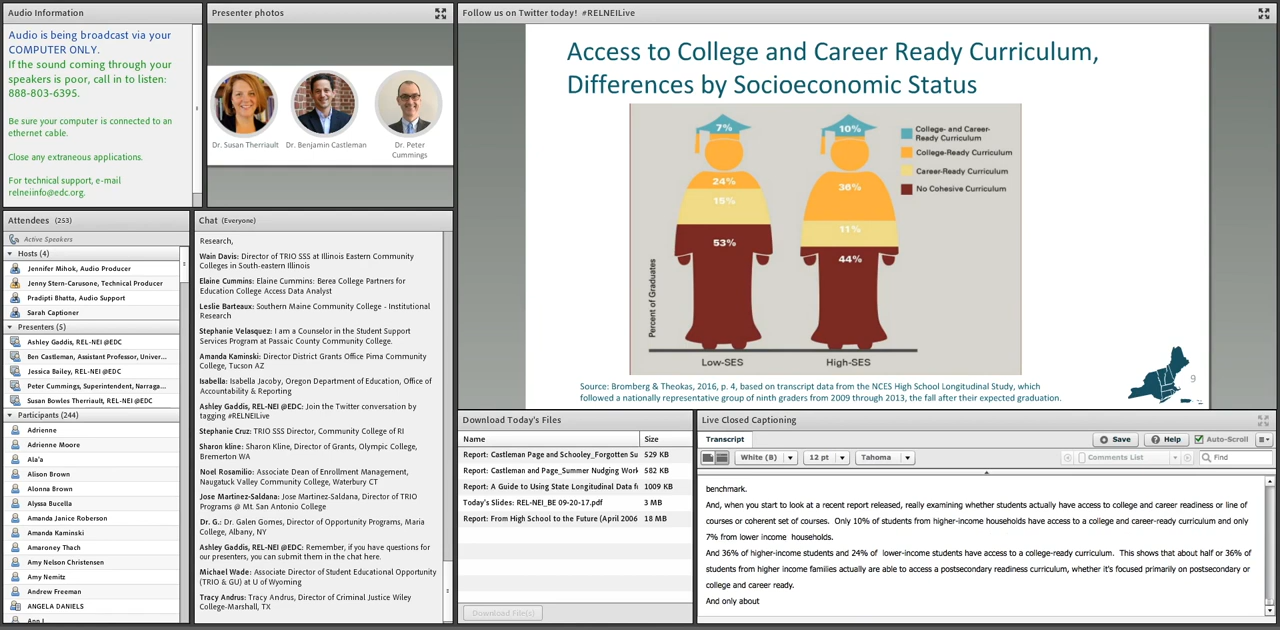 Audio Information
Audio is being broadcast via your
COMPUTER ONLY.
If the sound coming through your
speakers is poor, call in to listen:
888-803-6395.
Be sure your computer is connected to an
ethernet cable.
Close any extraneous applications.
For technical support, e-mail
relneiinfo@edc.org.
Presenter photos
Dr. Susan Therriault
Dr. Benjamin Castleman
Dr. Peter
Cummings
Follow us on Twitter today! #RELNEILive
Access to College and Career Ready Curriculum,
Differences by Socioeconomic Status
7%
24%
15%
53%
10%
36%
11%
44%
College- and Career-
Ready Curriculum
College-Ready Curriculum
Career-Ready Curriculum
No Cohesive Curriculum
Percent of Graduates
Low-SES
High-SES
Source: Bromberg & Theokas, 2016, p. 4, based on transcript data from the NCES High School Longitudinal Study, which
followed a nationally representative group of ninth graders from 2009 through 2013, the fall after their expected graduation.
9
Attendees (253)
Active Speakers
Hosts (4)
Jennifer Mihok, Audio Producer
Jenny Stern-Carusone, Technical Producer
Pradipti Bhatta, Audio Support
Sarah Captioner
Presenters (5)
Ashley Gaddis, REL-NEI @EDC
Ben Castleman, Assistant Professor, Univer...
Jessica Bailey, REL-NEI @EDC
Peter Cummings, Superintendent, Narraga...
Susan Bowles Therriault, REL-NEI @EDC
Participants (244)
Adrienne
Adrienne Moore
Ala'a
Alison Brown
Alonna Brown
Alyssa Bucella
Amanda Janice Roberson
Amanda Kaminski
Amaroney Thach
Amy Nelson Christensen
Amy Nemitz
Andrew Freeman
ANGELA DANIELS
Chat (Everyone)
Research,
Wain Davis: Director of TRIO SSS at Illinois Eastern Community
Colleges in South-eastern Illinois
Elaine Cummins: Elaine Cummins: Berea College Partners for
Education College Access Data Analyst
Leslie Barteaux: Southern Maine Community College - Institutional
Research
Stephanie Velasquez: I am a Counselor in the Student Support
Services Program at Passaic County Community College.
Amanda Kaminski: Director District Grants Office Pima Community
College, Tucson AZ
Isabella: Isabella Jacoby, Oregon Department of Education, Office of
Accountability & Reporting
Ashley Gaddis, REL-NEI @EDC: Join the Twitter conversation by
tagging #RELNEILive
Stephanie Cruz: TRIO SSS Director, Community College of RI
Sharon kline: Sharon Kline, Director of Grants, Olympic College,
Bremerton WA
Noel Rosamilio: Associate Dean of Enrollment Management,
Naugatuck Valley Community College, Waterbury CT
Jose Martinez-Saldana: Jose Martinez-Saldana, Director of TRIO
Programs @ Mt. San Antonio College
Dr. G.: Dr. Galen Gomes, Director of Opportunity Programs, Maria
College, Albany, NY
Ashley Gaddis, REL-NEI @EDC: Remember, if you have questions for
our presenters, you can submit them in the chat here.
Michael Wade: Associate Director of Student Educational Opportunity
(TRIO & GU) at U of Wyoming
Tracy Andrus: Tracy Andrus, Director of Criminal Justice Wiley
College-Marshall, TX
Download Today's Files
Name Size
Report: Castleman Page and Schooley_Forgotten Su 529 KB
Report: Castleman and Page_Summer Nudging Work 582 KB
Report: A Guide to Using State Longitudinal Data fo 1009 KB
Today's Slides: REL-NEI_BE 09-20-17.pdf 3 MB
Report: From High School to the Future (April 2006 18 MB
Download File(s)
Live Closed Captioning
Transcript
Save
Help
Auto-Scroll
White (B)
12 pt
Tahoma
Comments List
Find
benchmark.
And, when you start to look at a recent report released, really examining whether students actually have access to college and career readiness or line of
courses or coherent set of courses. Only 10% of students from higher-income households have access to a college and career-ready curriculum and only
7% from lower income households.
And 36% of higher-income students and 24% of lower-income students have access to a college-ready curriculum. This shows that about half or 36% of
students from higher income families actually are able to access a postsecondary readiness curriculum, whether it's focused primarily on postsecondary or
college and career ready.
And only about